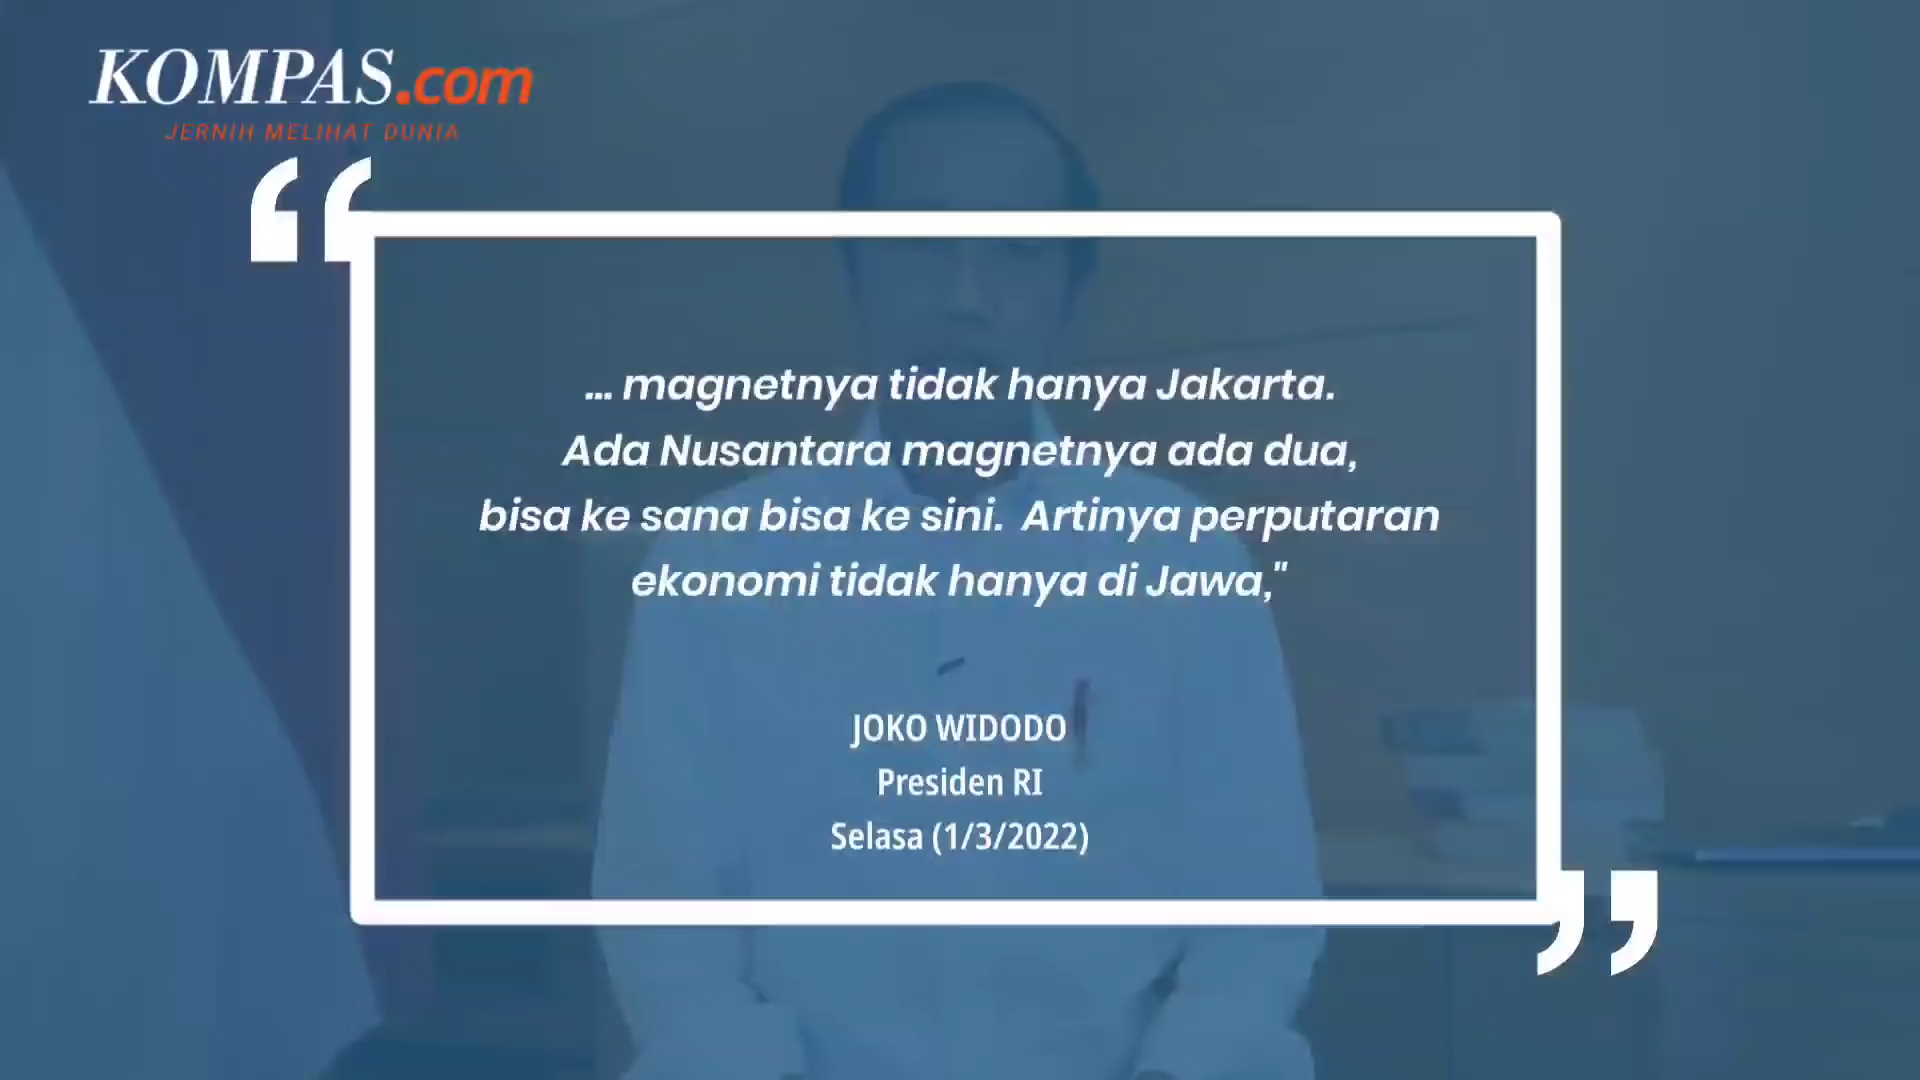 KOMPAS.com
JERNIH MELIHAT DUNIA
“
... magnetnya tidak hanya Jakarta.
Ada Nusantara magnetnya ada dua,
bisa ke sana bisa ke sini. Artinya perputaran
ekonomi tidak hanya di Jawa,"
JOKO WIDODO
Presiden RI
Selasa (1/3/2022)
”